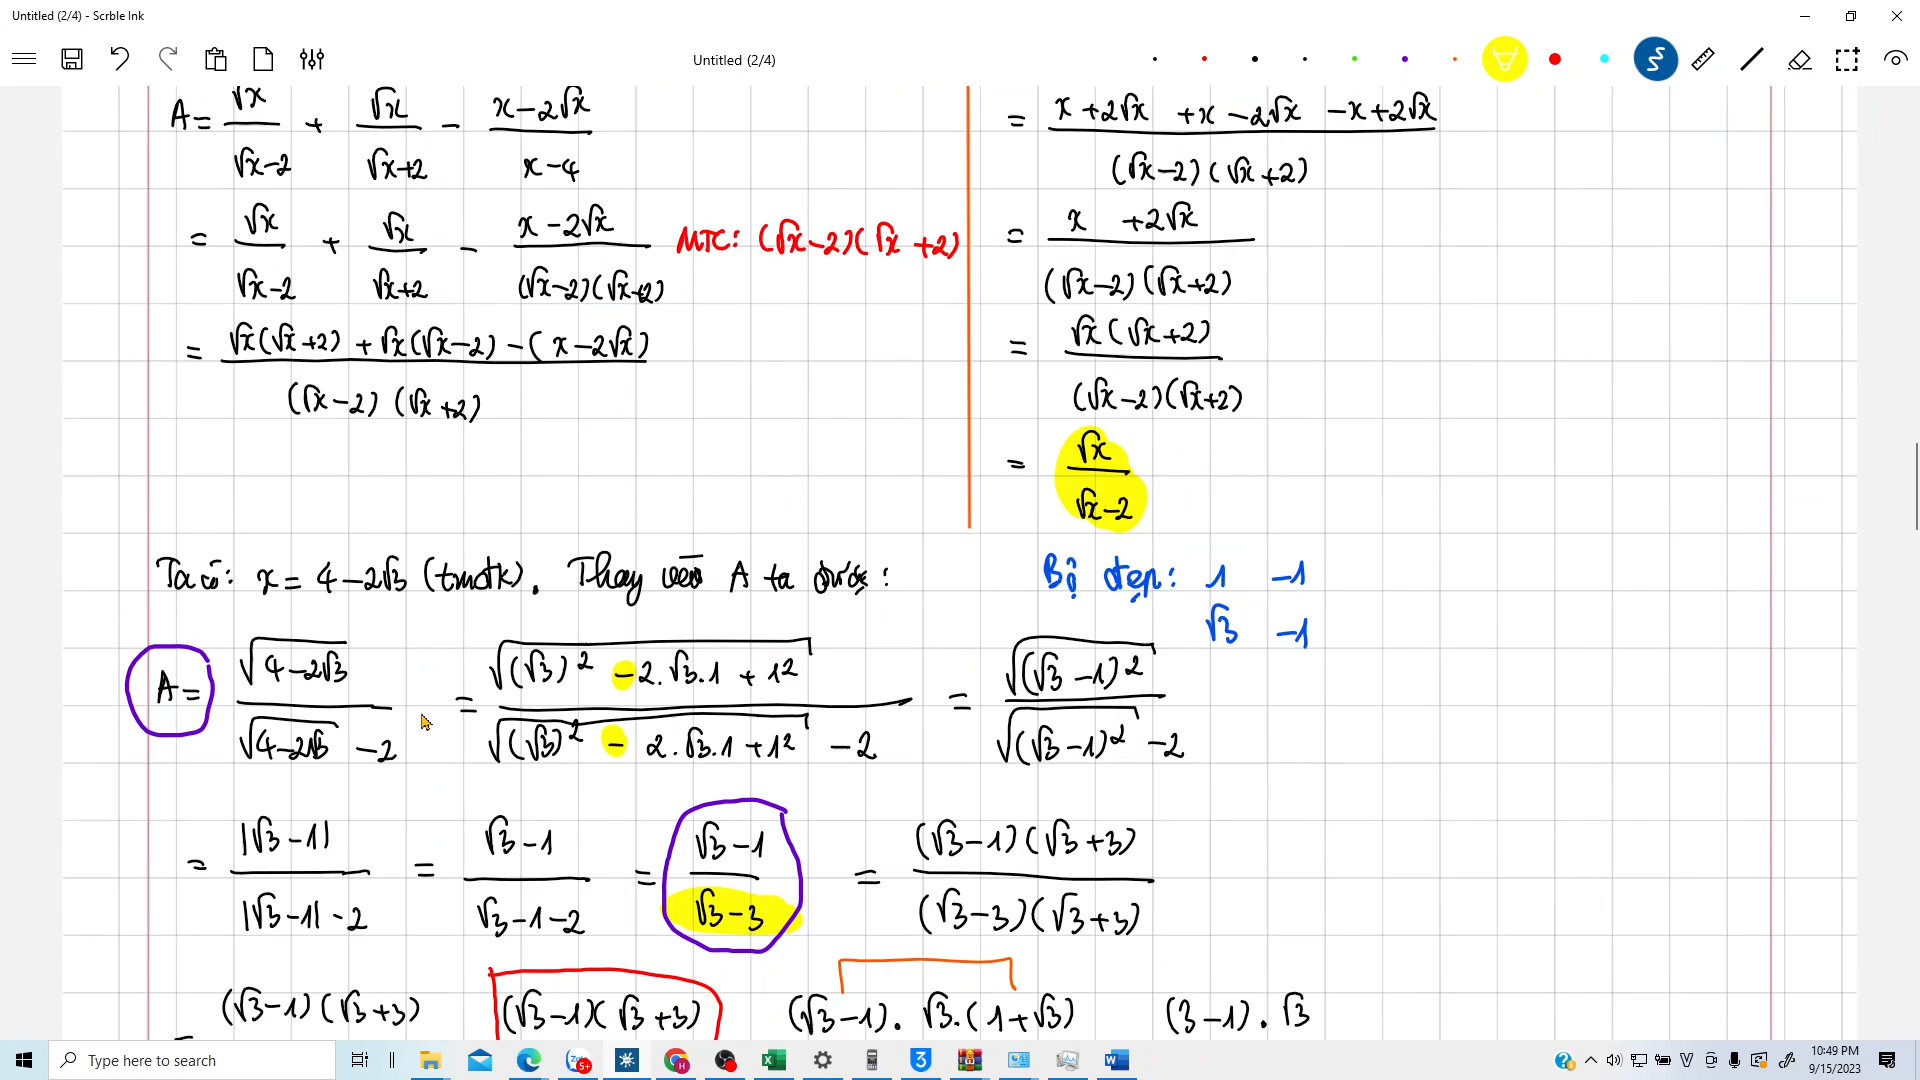 Untitled (2/4) - Scrble Ink
Untitled (2/4)
A = √x / (√x-2) + √x / (√x+2) - (x-2√x) / (x-4)
= √x / (√x-2) + √x / (√x+2) - (x-2√x) / ((√x-2)(√x+2)) MTC: (√x-2)(√x+2)
= (√x(√x+2) + √x(√x-2) - (x-2√x)) / ((√x-2)(√x+2))
= (x+2√x +x-2√x -x+2√x) / ((√x-2)(√x+2))
= (x +2√x) / ((√x-2)(√x+2))
= √x(√x+2) / ((√x-2)(√x+2))
= √x / (√x-2)
Ta có: x = 4-2√3 (tmđk). Thay vào A ta được:
Bộ đẹp: 1 -1
√3 -1
A = √(4-2√3) / (√(4-2√3) -2) = √((√3)² - 2.√3.1 + 1²) / (√((√3)² - 2.√3.1+1²) -2) = √((√3-1)²) / (√((√3-1)²) -2)
= |√3-1| / (|√3-1|-2) = (√3-1) / (√3-1-2) = (√3-1) / (√3-3) = (√3-1)(√3+3) / ((√3-3)(√3+3))
(√3-1)(√3+3) (√3-1)(√3+3) (√3-1).√3.(1+√3) (3-1).√3
Type here to search
5+
10:49 PM
9/15/2023